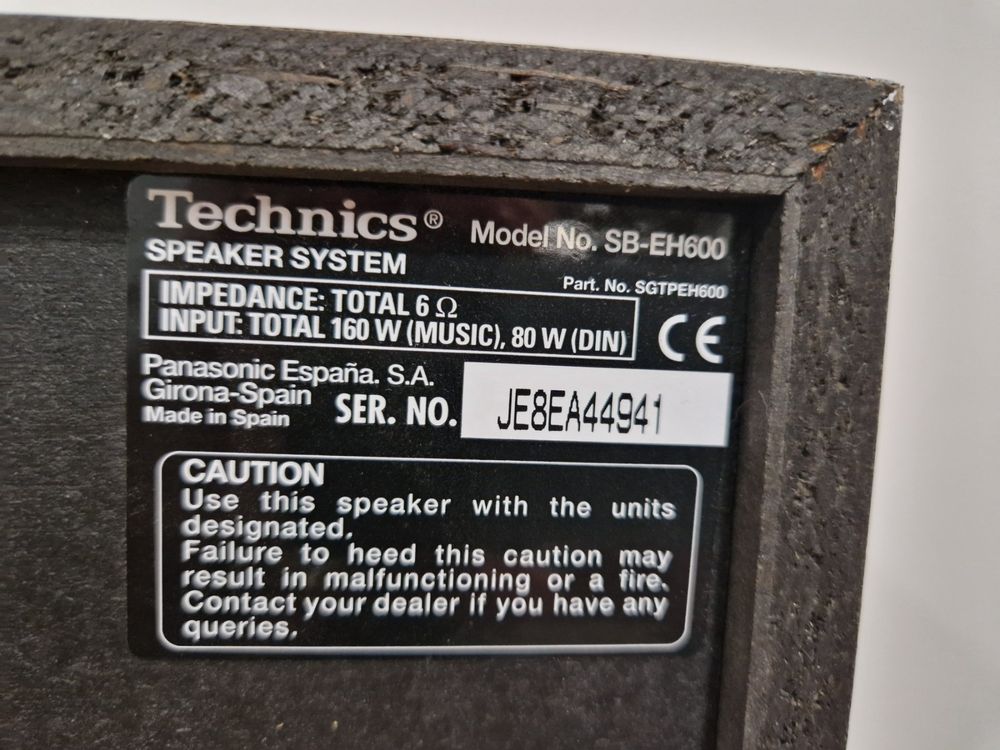 Technics® Model No. SB-EH600
SPEAKER SYSTEM
Part. No. SGTPEH600
IMPEDANCE: TOTAL 6 Ω
INPUT: TOTAL 160 W (MUSIC), 80 W (DIN)
CE
Panasonic España. S.A.
Girona-Spain
Made in Spain
SER. NO. JE8EA44941
CAUTION
Use this speaker with the units
designated.
Failure to heed this caution may
result in malfunctioning or a fire.
Contact your dealer if you have any
queries.